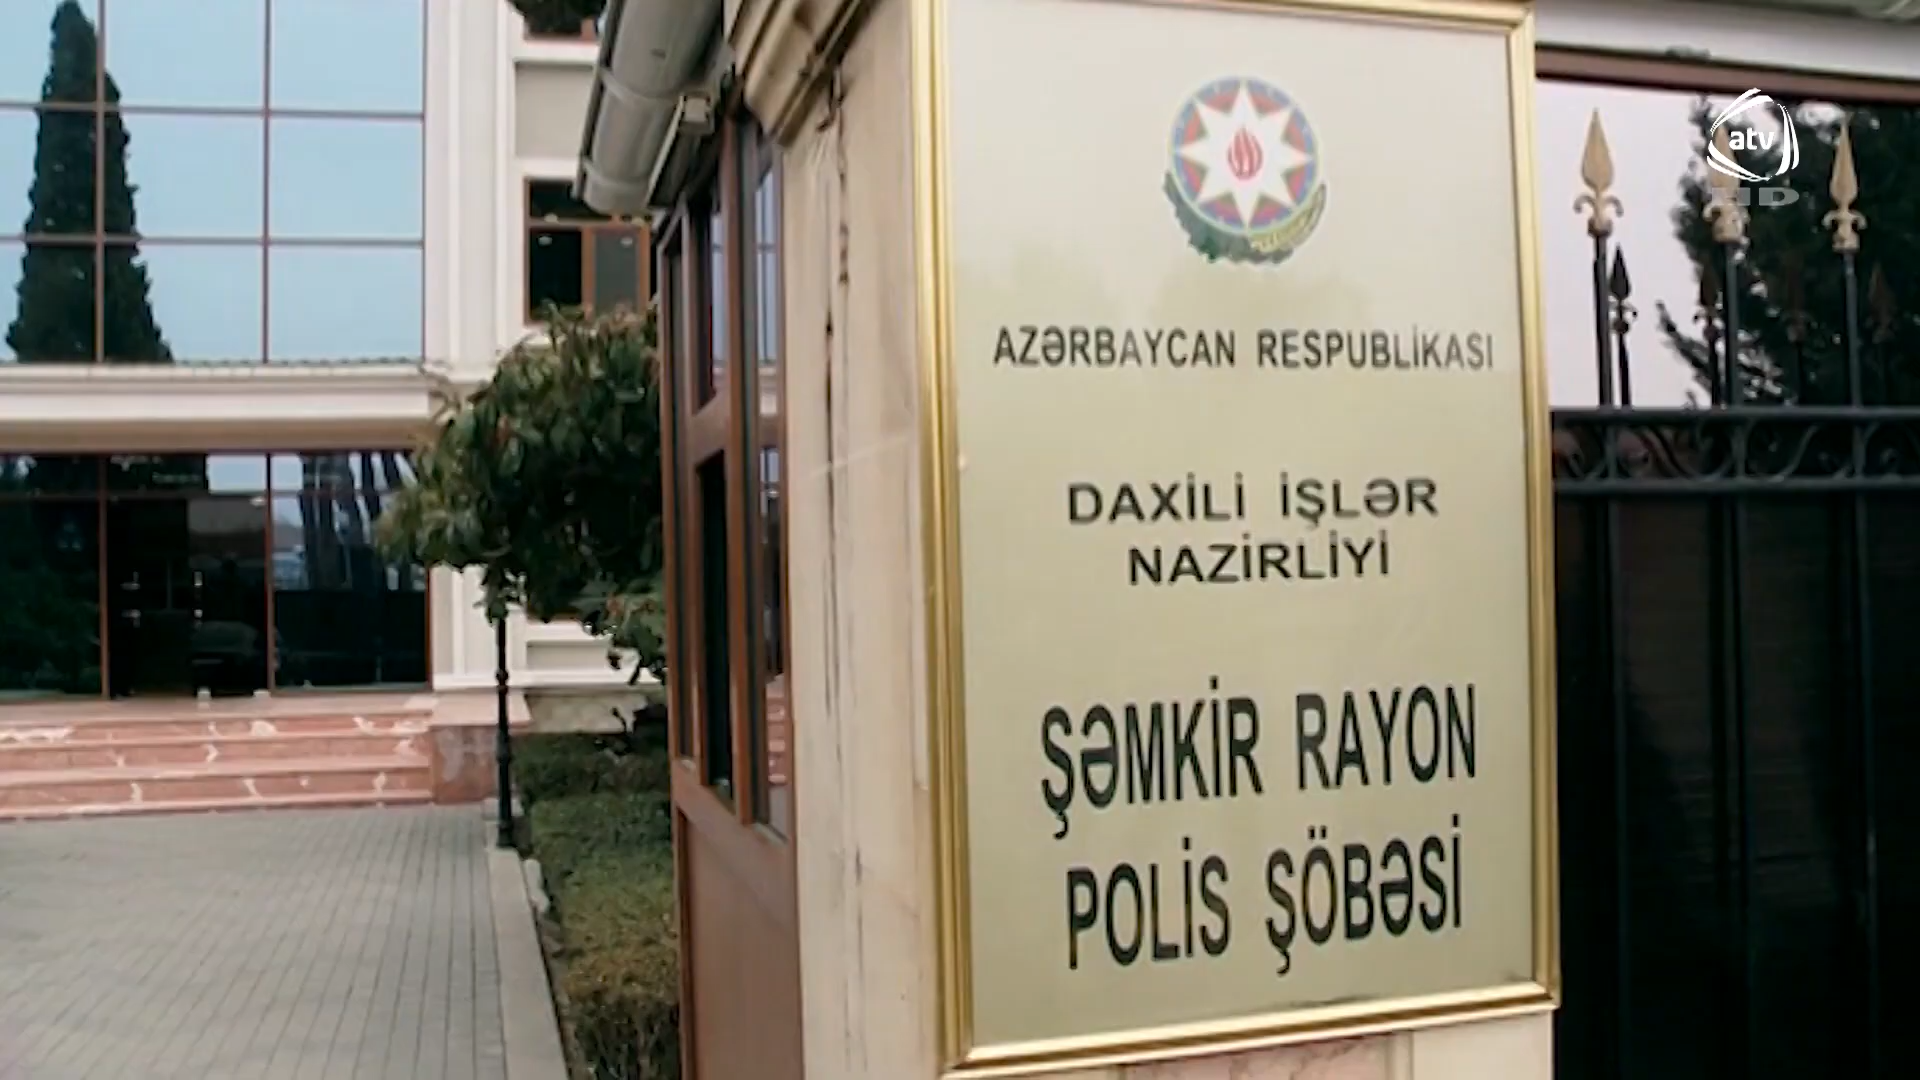 atv
HD
AZƏRBAYCAN RESPUBLİKASI
DAXİLİ İŞLƏR
NAZİRLİYİ
ŞƏMKİR RAYON
POLİS ŞÖBƏSİ